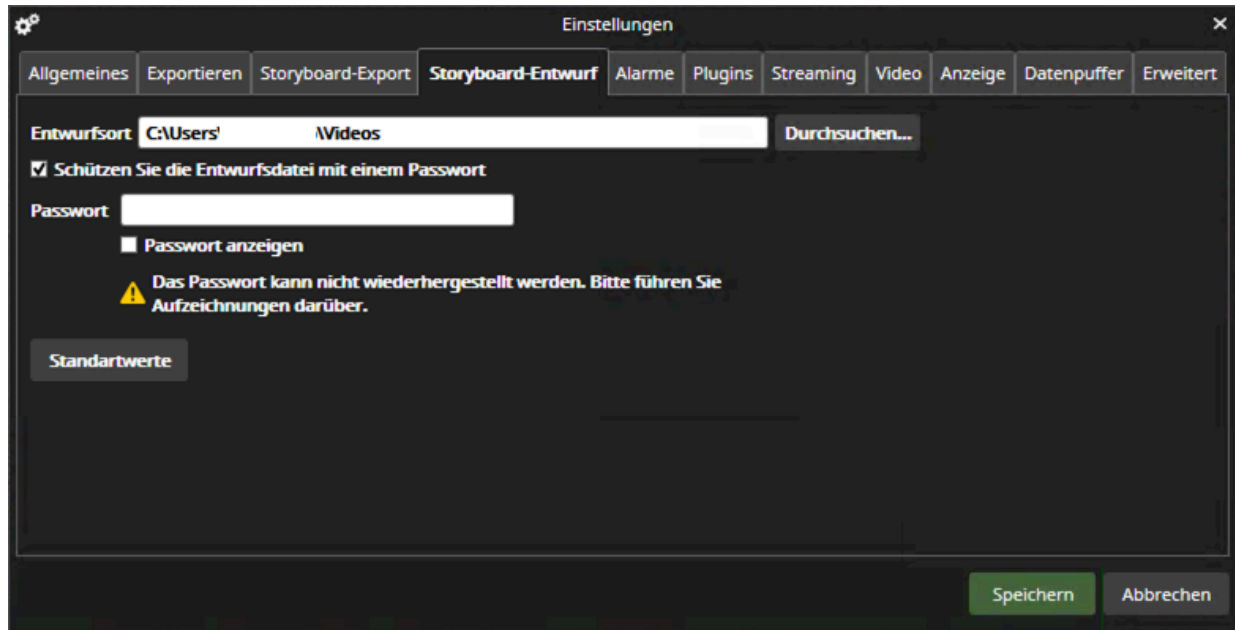 Einstellungen
Allgemeines Exportieren Storyboard-Export Storyboard-Entwurf Alarme Plugins Streaming Video Anzeige Datenpuffer Erweitert
Entwurfsort C:\Users' \Videos Durchsuchen...
Schützen Sie die Entwurfsdatei mit einem Passwort
Passwort
Passwort anzeigen
Das Passwort kann nicht wiederhergestellt werden. Bitte führen Sie
Aufzeichnungen darüber.
Standartwerte
Speichern Abbrechen